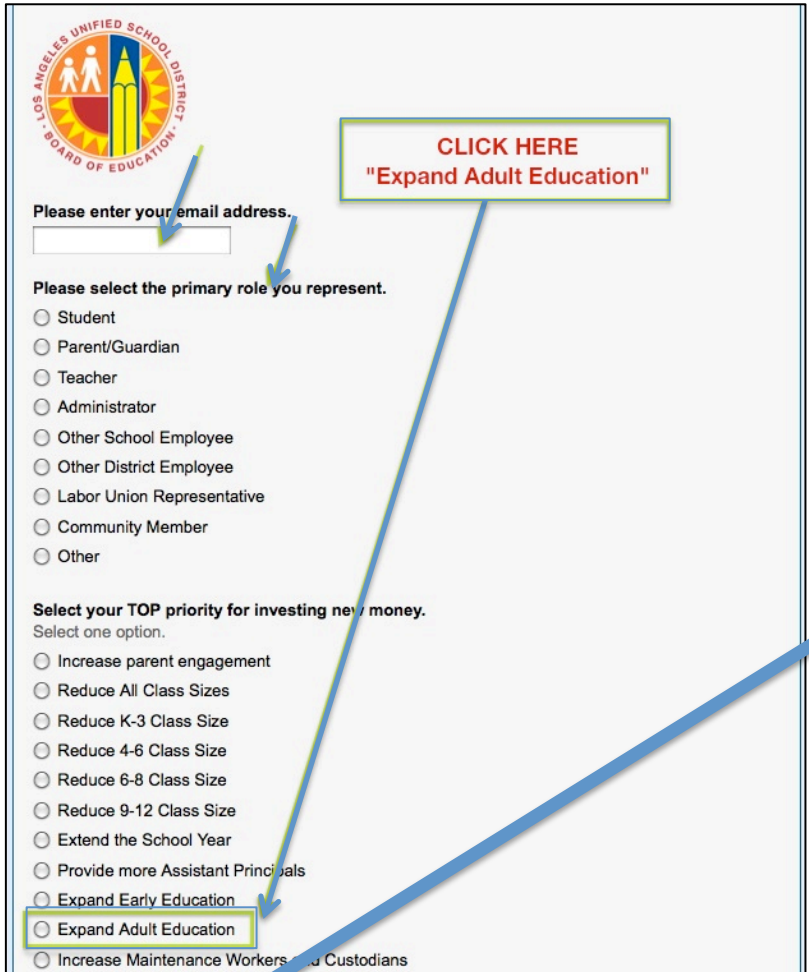 LOS ANGELES UNIFIED SCHOOL DISTRICT
BOARD OF EDUCATION
CLICK HERE
"Expand Adult Education"
Please enter your email address.
Please select the primary role you represent.
Student
Parent/Guardian
Teacher
Administrator
Other School Employee
Other District Employee
Labor Union Representative
Community Member
Other
Select your TOP priority for investing new money.
Select one option.
Increase parent engagement
Reduce All Class Sizes
Reduce K-3 Class Size
Reduce 4-6 Class Size
Reduce 6-8 Class Size
Reduce 9-12 Class Size
Extend the School Year
Provide more Assistant Principals
Expand Early Education
Expand Adult Education
Increase Maintenance Workers and Custodians